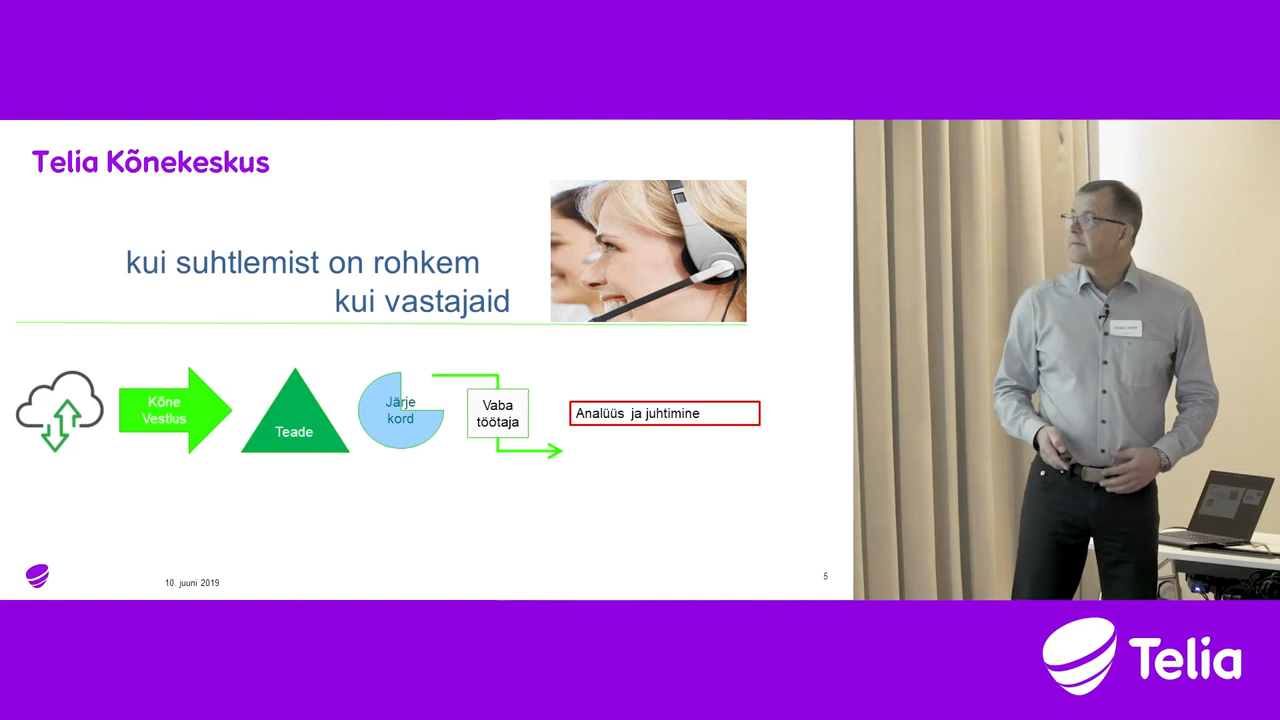 Telia Kõnekeskus
kui suhtlemist on rohkem
kui vastajaid
Kõne
Vestlus
Teade
Järje
kord
Vaba
töötaja
Analüüs ja juhtimine
10. juuni 2019
5
Telia